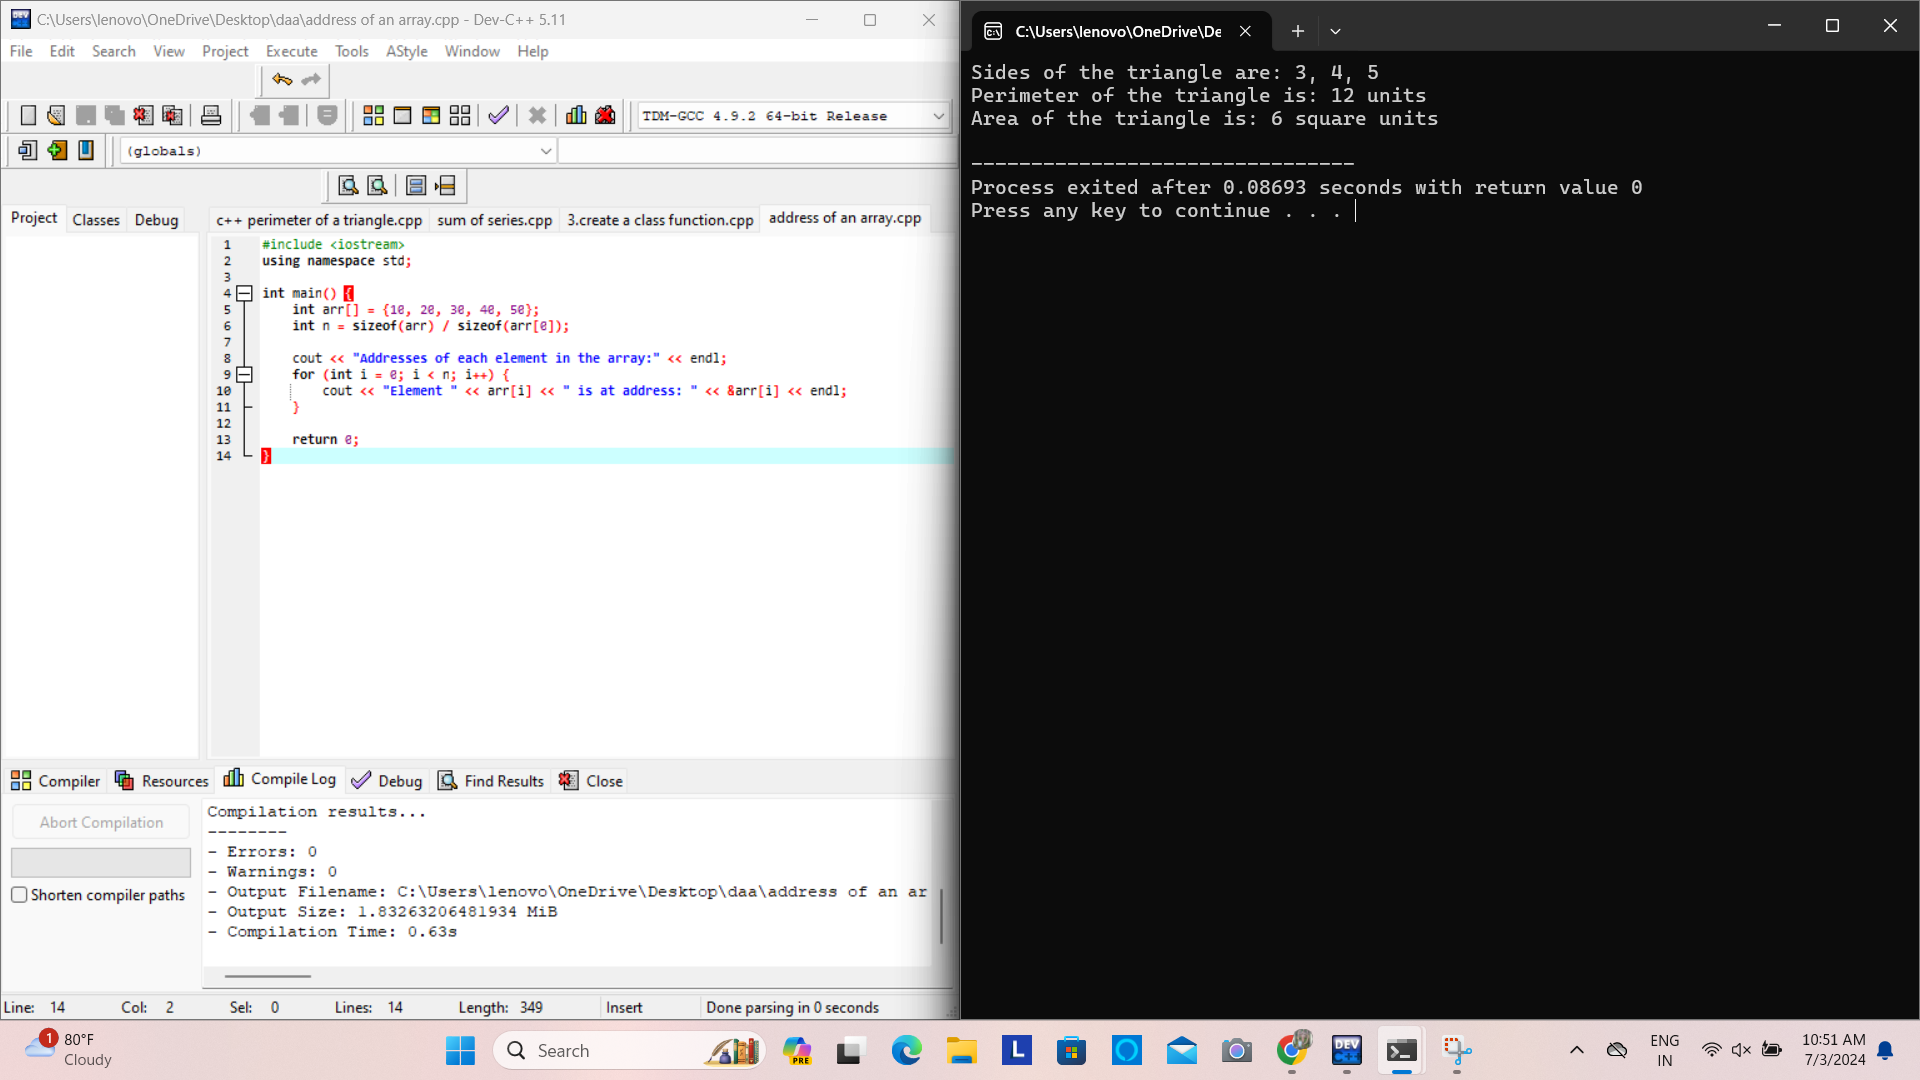 C:\Users\lenovo\OneDrive\Desktop\daa\address of an array.cpp - Dev-C++ 5.11
File Edit Search View Project Execute Tools AStyle Window Help
TDM-GCC 4.9.2 64-bit Release
(globals)
Project Classes Debug
c++ perimeter of a triangle.cpp sum of series.cpp 3.create a class function.cpp address of an array.cpp
1 #include <iostream>
2 using namespace std;
3
4 int main() {
5 int arr[] = {10, 20, 30, 40, 50};
6 int n = sizeof(arr) / sizeof(arr[0]);
7
8 cout << "Addresses of each element in the array:" << endl;
9 for (int i = 0; i < n; i++) {
10 cout << "Element " << arr[i] << " is at address: " << &arr[i] << endl;
11 }
12
13 return 0;
14 }
Compiler Resources Compile Log Debug Find Results Close
Abort Compilation
Shorten compiler paths
Compilation results...
--------
- Errors: 0
- Warnings: 0
- Output Filename: C:\Users\lenovo\OneDrive\Desktop\daa\address of an ar
- Output Size: 1.83263206481934 MiB
- Compilation Time: 0.63s
Line: 14 Col: 2 Sel: 0 Lines: 14 Length: 349 Insert Done parsing in 0 seconds
C:\Users\lenovo\OneDrive\De
Sides of the triangle are: 3, 4, 5
Perimeter of the triangle is: 12 units
Area of the triangle is: 6 square units
--------------------------------
Process exited after 0.08693 seconds with return value 0
Press any key to continue . . .
1
80°F
Cloudy
Search
PRE
L
DEV
C++
ENG
IN
10:51 AM
7/3/2024